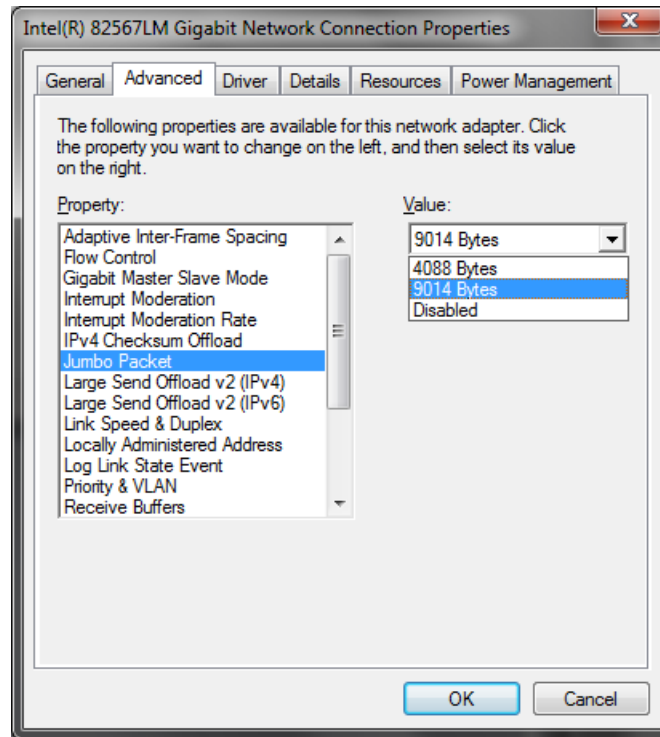 Intel(R) 82567LM Gigabit Network Connection Properties
General Advanced Driver Details Resources Power Management
The following properties are available for this network adapter. Click
the property you want to change on the left, and then select its value
on the right.
Property:
Adaptive Inter-Frame Spacing
Flow Control
Gigabit Master Slave Mode
Interrupt Moderation
Interrupt Moderation Rate
IPv4 Checksum Offload
Jumbo Packet
Large Send Offload v2 (IPv4)
Large Send Offload v2 (IPv6)
Link Speed & Duplex
Locally Administered Address
Log Link State Event
Priority & VLAN
Receive Buffers
Value:
9014 Bytes
4088 Bytes
9014 Bytes
Disabled
OK Cancel